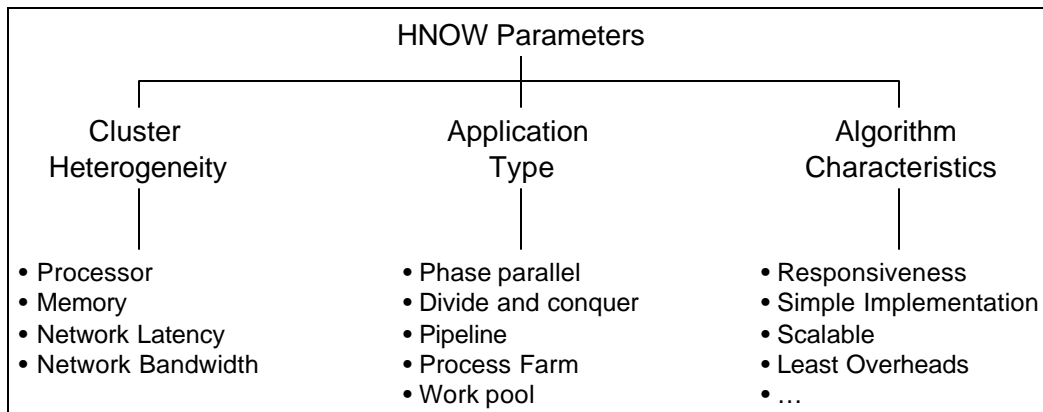 HNOW Parameters
Cluster
Heterogeneity
Application
Type
Algorithm
Characteristics
• Processor
• Memory
• Network Latency
• Network Bandwidth
• Phase parallel
• Divide and conquer
• Pipeline
• Process Farm
• Work pool
• Responsiveness
• Simple Implementation
• Scalable
• Least Overheads
• …